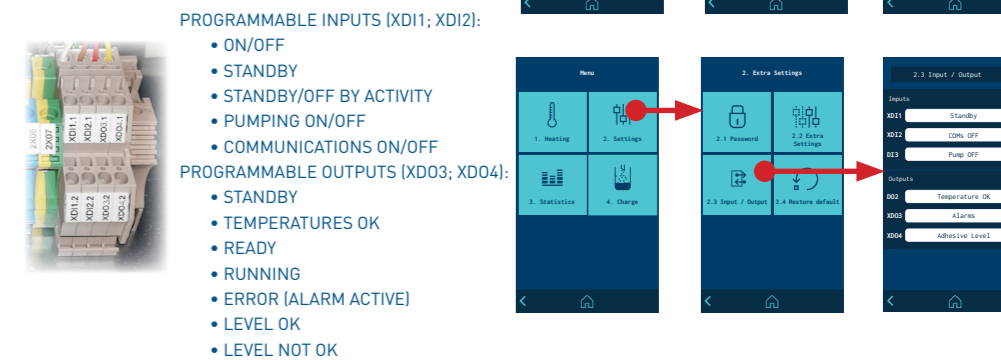 PROGRAMMABLE INPUTS (XDI1; XDI2):
• ON/OFF
• STANDBY
• STANDBY/OFF BY ACTIVITY
• PUMPING ON/OFF
• COMMUNICATIONS ON/OFF
PROGRAMMABLE OUTPUTS (XDO3; XDO4):
• STANDBY
• TEMPERATURES OK
• READY
• RUNNING
• ERROR (ALARM ACTIVE)
• LEVEL OK
• LEVEL NOT OK
2X06
2X07
XDI1.1
XDI2.1
XDO3.1
XDO4.1
XDI1.2
XDI2.2
XDO3.2
XDO4.2
Menu
1. Heating
2. Settings
3. Statistics
4. Charge
2. Extra Settings
2.1 Password
2.2 Extra
Settings
2.3 Input / Output
2.4 Restore default
2.3 Input / Output
Inputs
XDI1 Standby
XDI2 COMs OFF
DI3 Pump OFF
Outputs
DO2 Temperature OK
XDO3 Alarms
XDO4 Adhesive Level